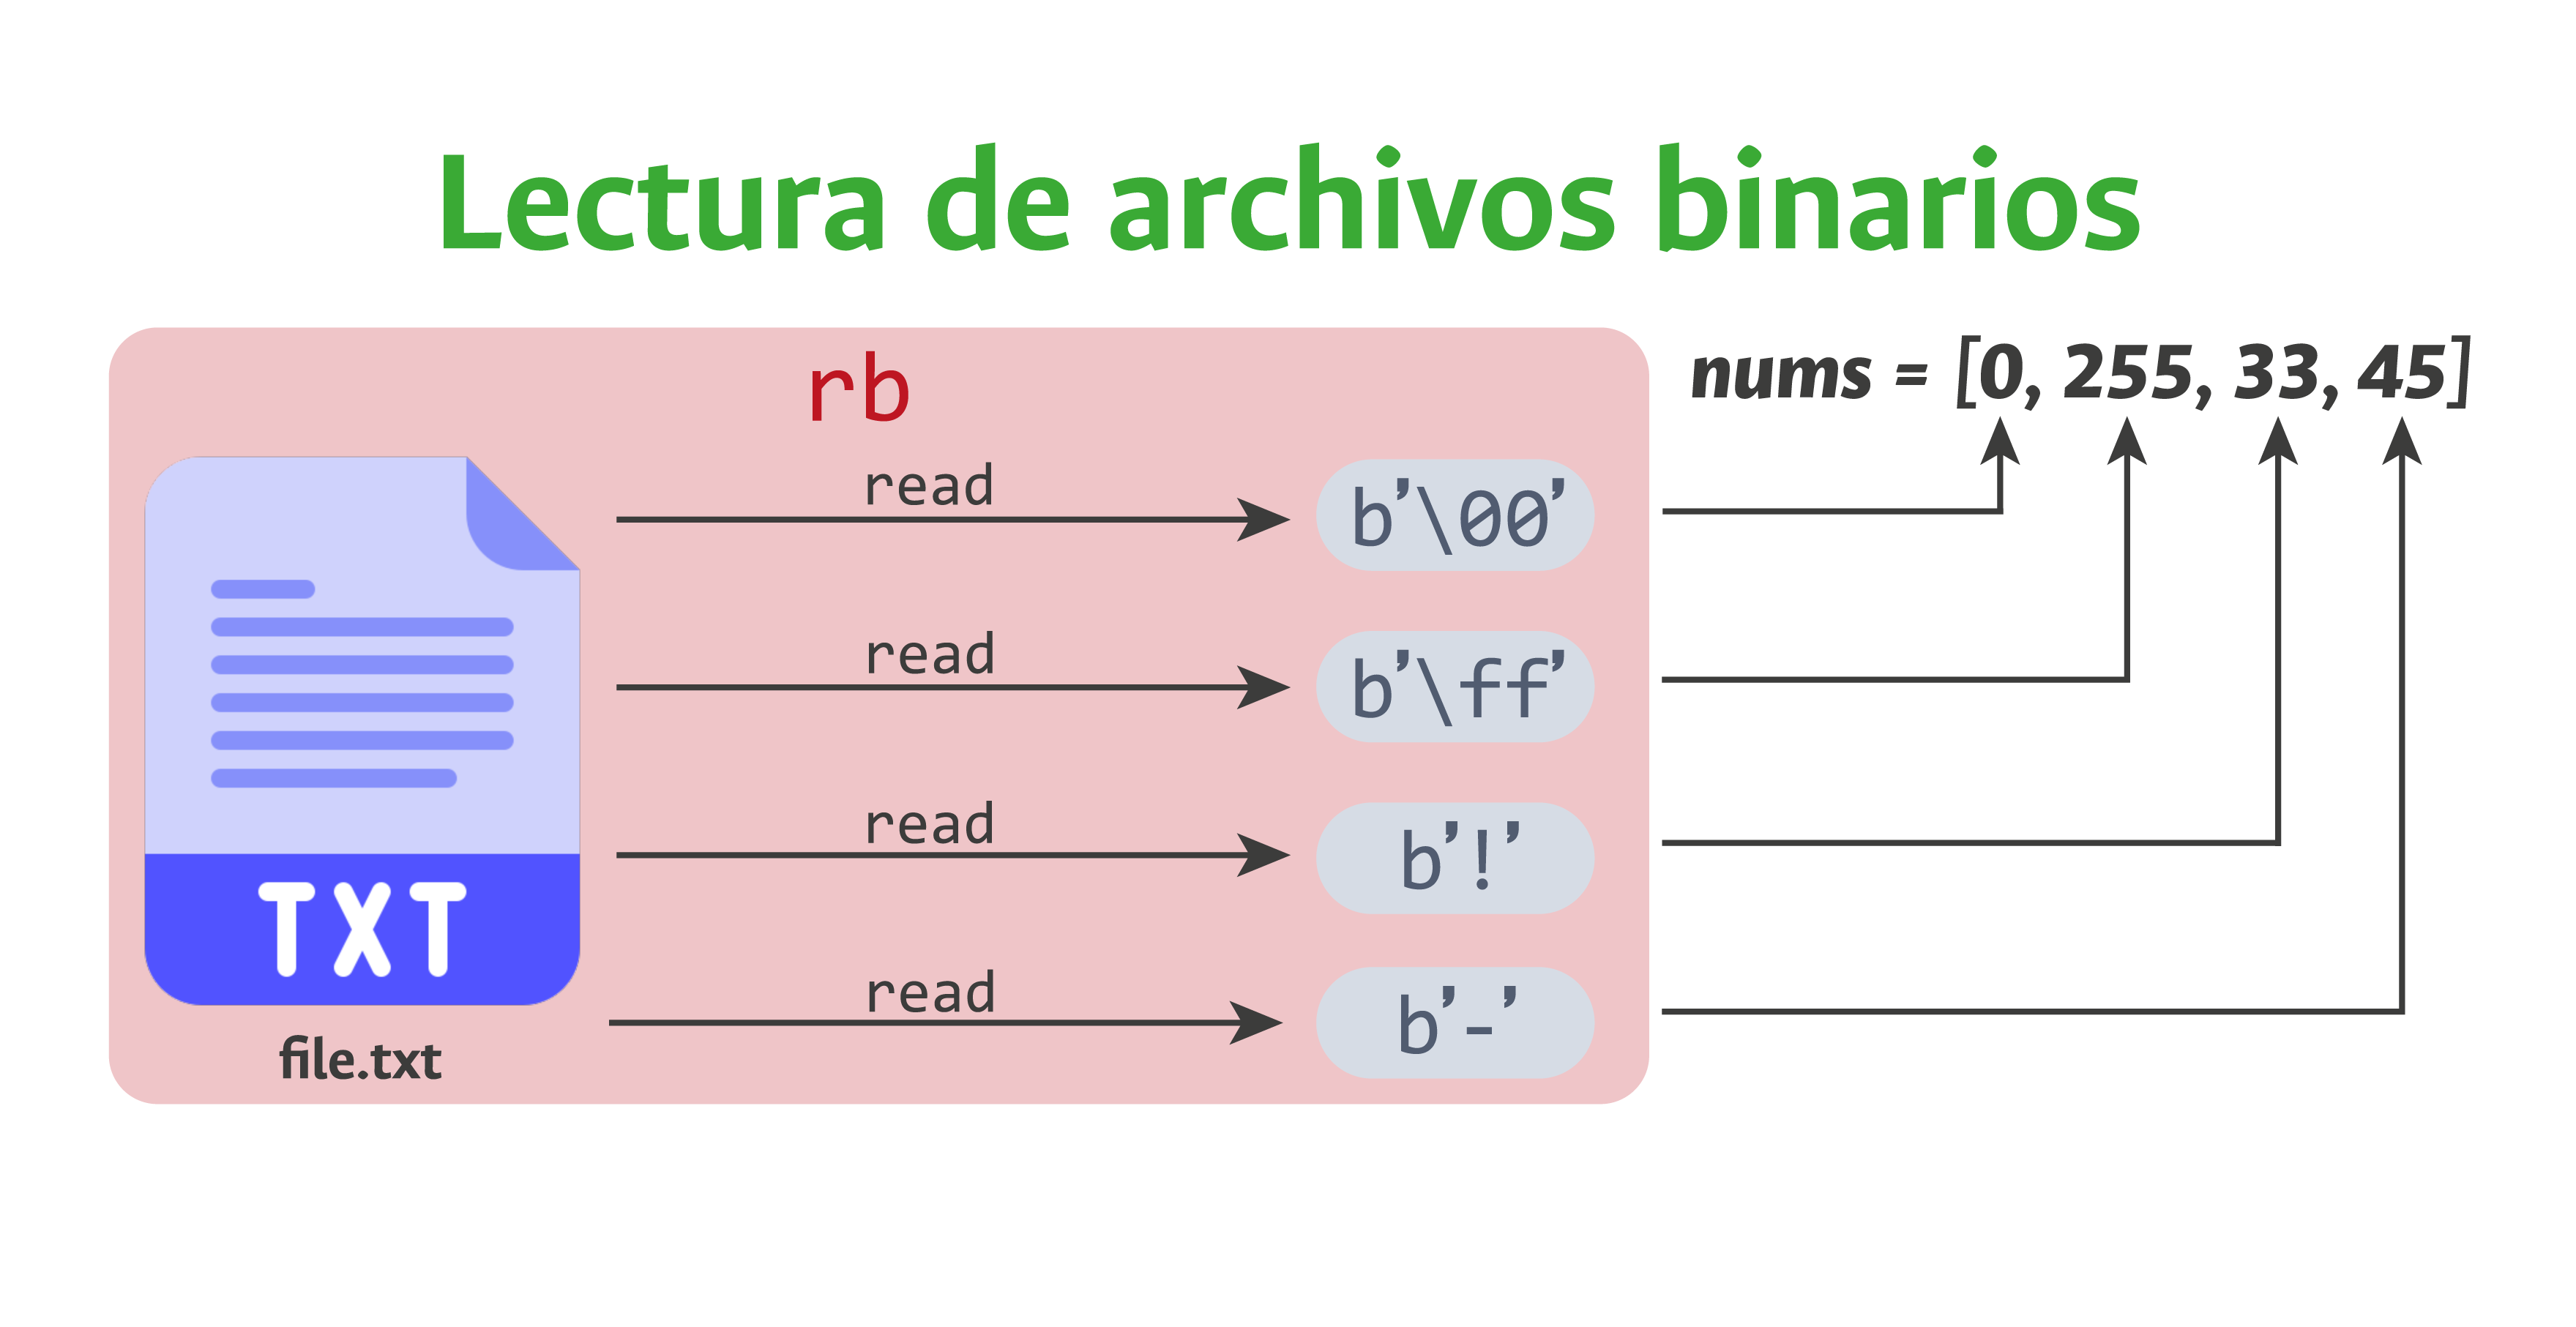 Lectura de archivos binarios
rb
nums = [0, 255, 33, 45]
read
b’\00’
read
b’\ff’
read
b’!’
read
b’-’
TXT
file.txt